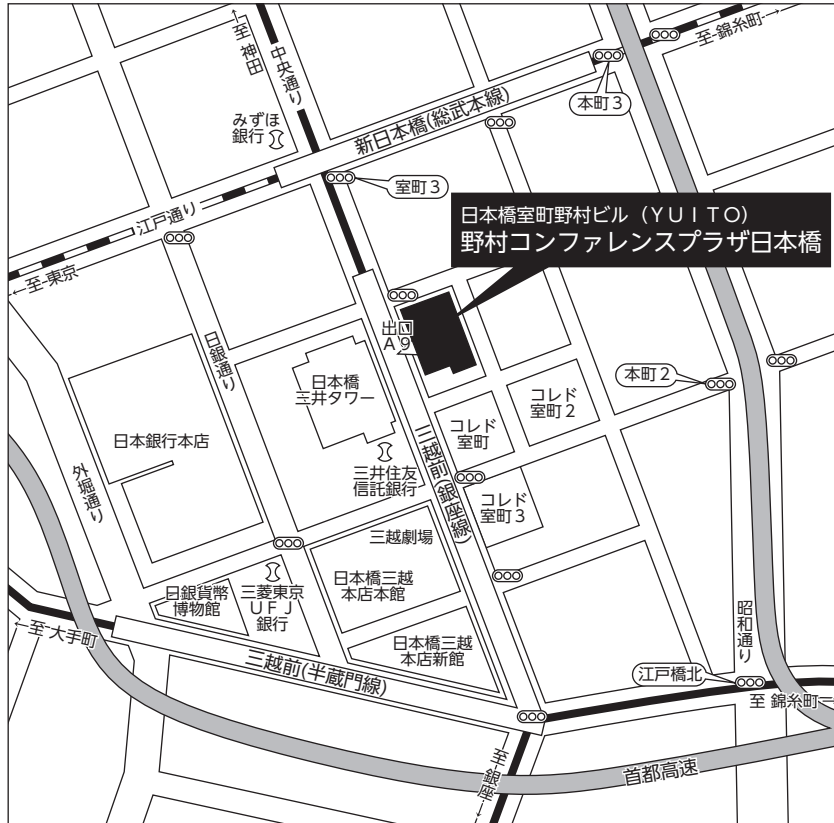 至 錦糸町→
←至 神田
中央通り
本町3
みずほ
銀行
新日本橋(総武本線)
室町3
日本橋室町野村ビル（ＹＵＩＴＯ）
野村コンファレンスプラザ日本橋
江戸通り
←至 東京
出口
Ａ９
日銀通り
日本橋
三井タワー
本町2
コレド
室町2
コレド
室町
日本銀行本店
外堀通り
三井住友
信託銀行
三越前(銀座線)
コレド
室町3
三越劇場
日本橋三越
本店本館
日銀貨幣
博物館
三菱東京
ＵＦＪ
銀行
昭和通り
←至 大手町
日本橋三越
本店新館
三越前(半蔵門線)
江戸橋北
至 錦糸町→
至 銀座→
首都高速